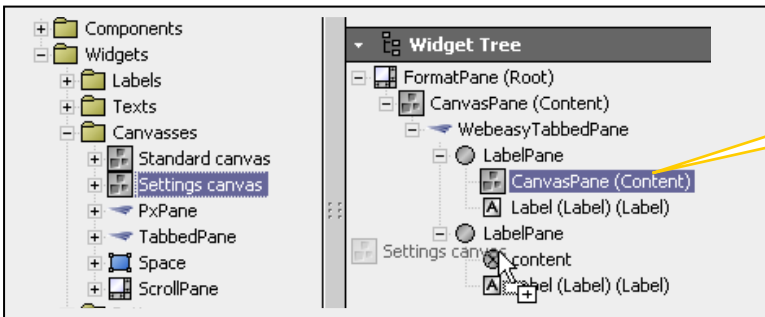 Components
Widgets
Labels
Texts
Canvasses
Standard canvas
Settings canvas
PxPane
TabbedPane
Space
ScrollPane
Widget Tree
FormatPane (Root)
CanvasPane (Content)
WebeasyTabbedPane
LabelPane
CanvasPane (Content)
Label (Label) (Label)
LabelPane
Settings canvas
content
(Label) (Label)